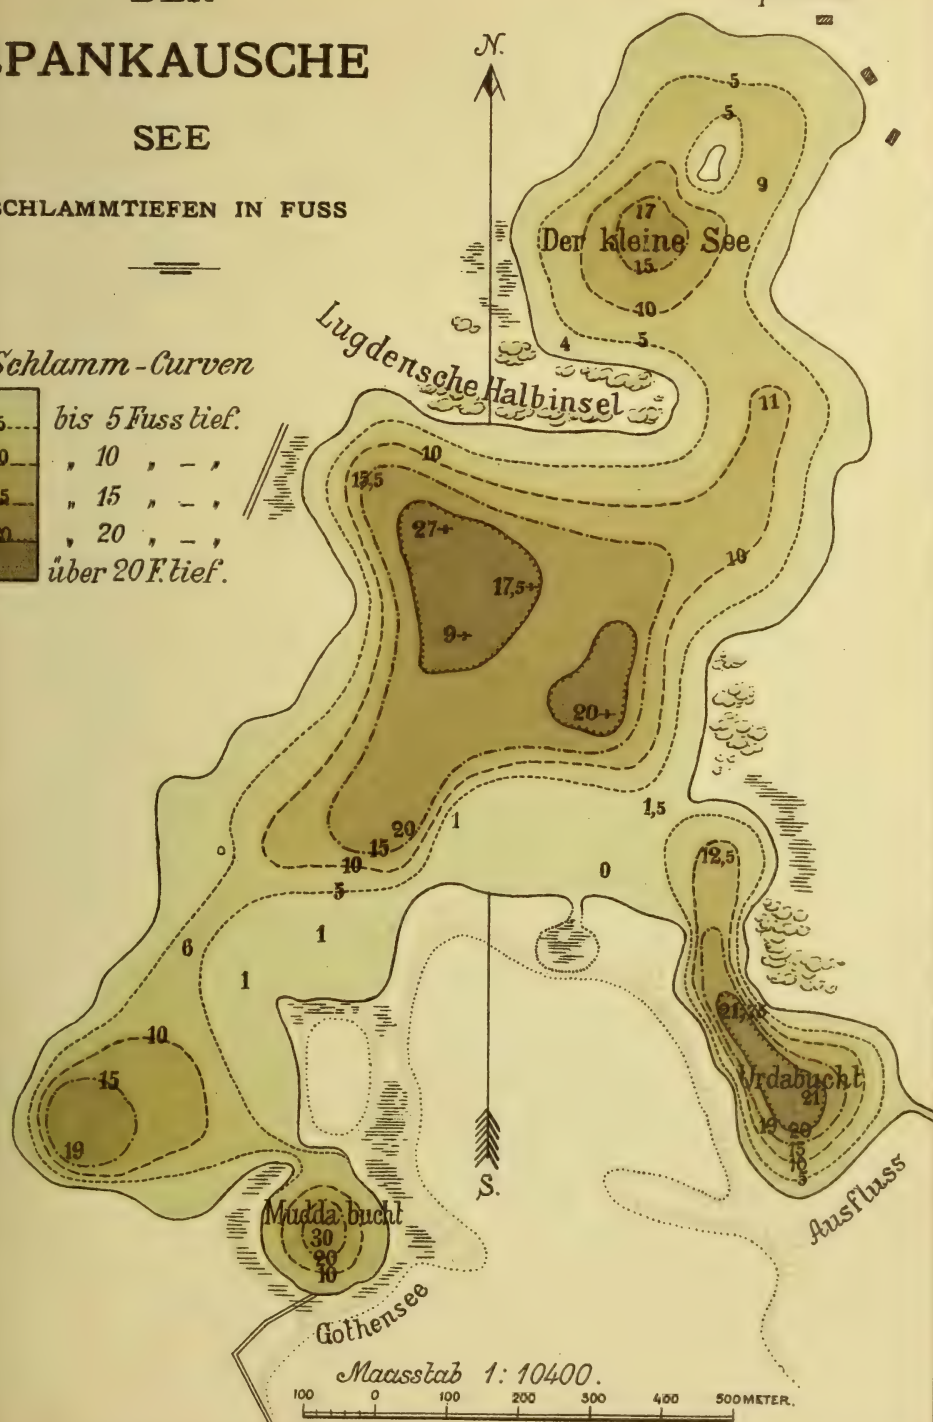 PANKAUSCHE
SEE
SCHLAMMTIEFEN IN FUSS
Schlamm-Curven
bis 5 Fuss tief.
„ 10 „ – „
„ 15 „ – „
„ 20 „ – „
über 20 F. tief.
N.
5
5
9
17
Der kleine See
15
10
5
4
Lugdensche Halbinsel
11
10
15,5
27+
17,5+
10
9+
20+
1,5
20
1
15
10
12,5
0
5
1
6
1
10
15
21,75
Urdabucht
21
19
20
19
15
10
5
S.
Ausfluss
Mudda bucht
30
20
10
Gothensee
Maasstab 1:10400.
100 0 100 200 300 400 500 METER.